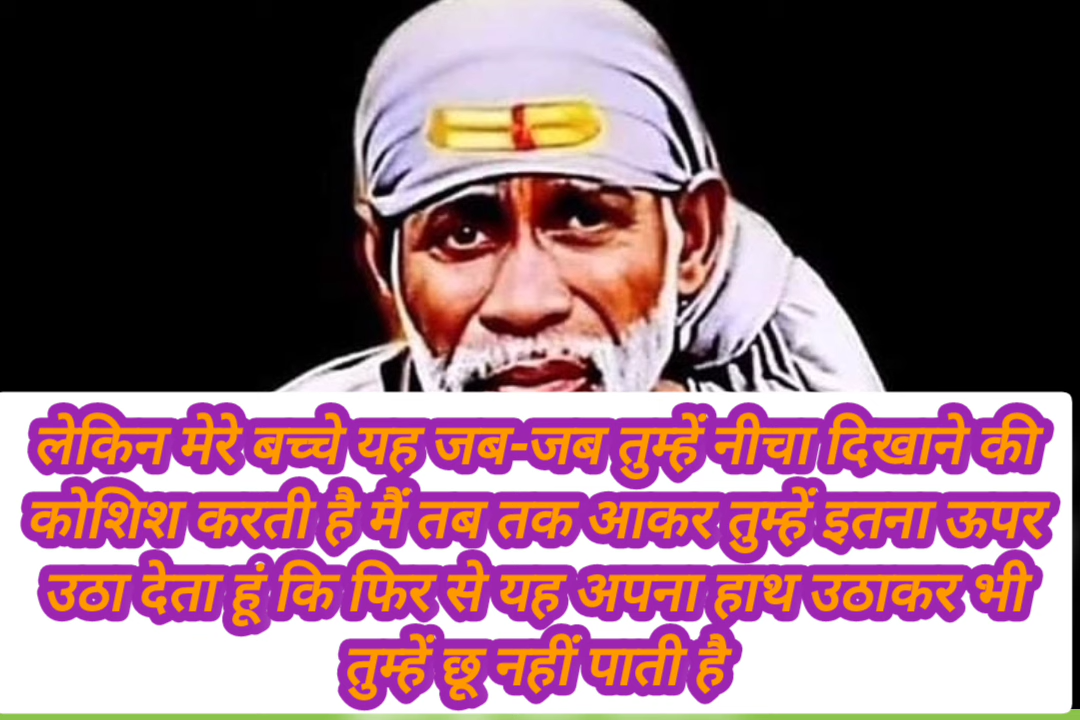 लेकिन मेरे बच्चे यह जब-जब तुम्हें नीचा दिखाने की
कोशिश करती है मैं तब तक आकर तुम्हें इतना ऊपर
उठा देता हूं कि फिर से यह अपना हाथ उठाकर भी
तुम्हें छू नहीं पाती है